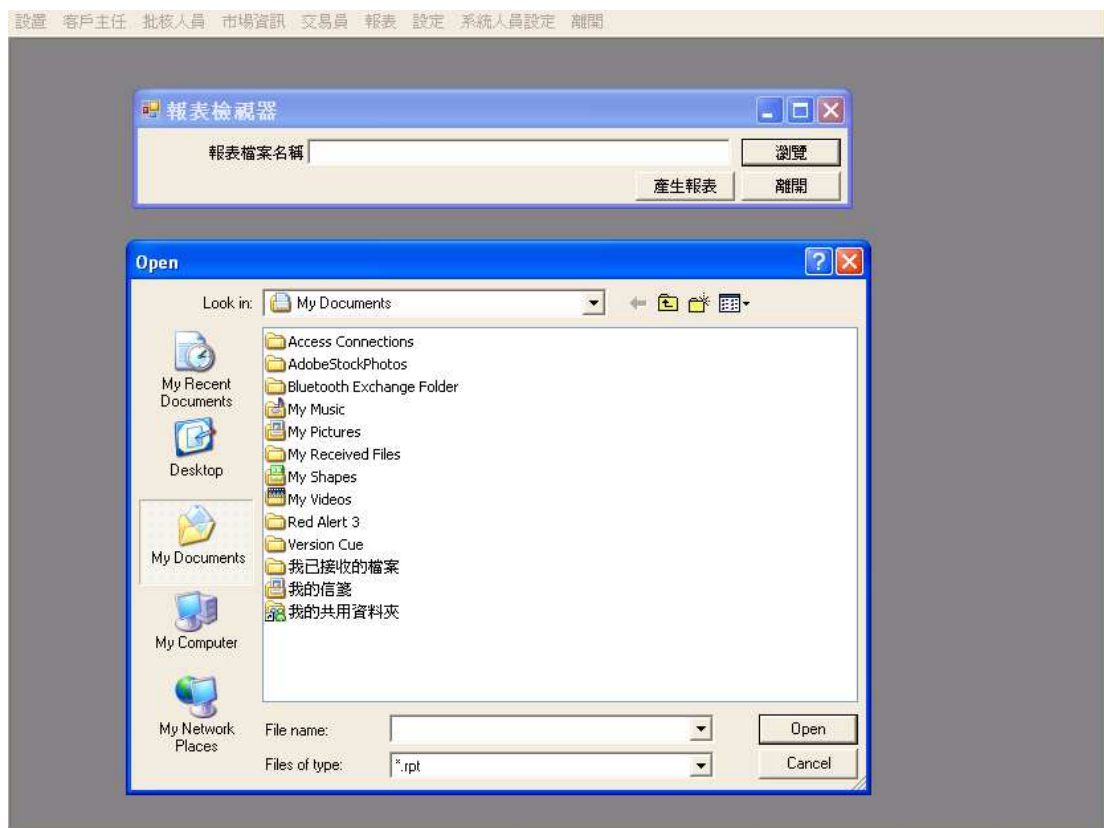 設置 客戶主任 批核人員 市場資訊 交易員 報表 設定 系統人員設定 離開
報表檢視器
報表檔案名稱 瀏覽
產生報表 離開
Open
Look in: My Documents
My Recent Documents
Desktop
My Documents
My Computer
My Network Places
Access Connections
AdobeStockPhotos
Bluetooth Exchange Folder
My Music
My Pictures
My Received Files
My Shapes
My Videos
Red Alert 3
Version Cue
我已接收的檔案
我的信箋
我的共用資料夾
File name: Open
Files of type: *.rpt Cancel